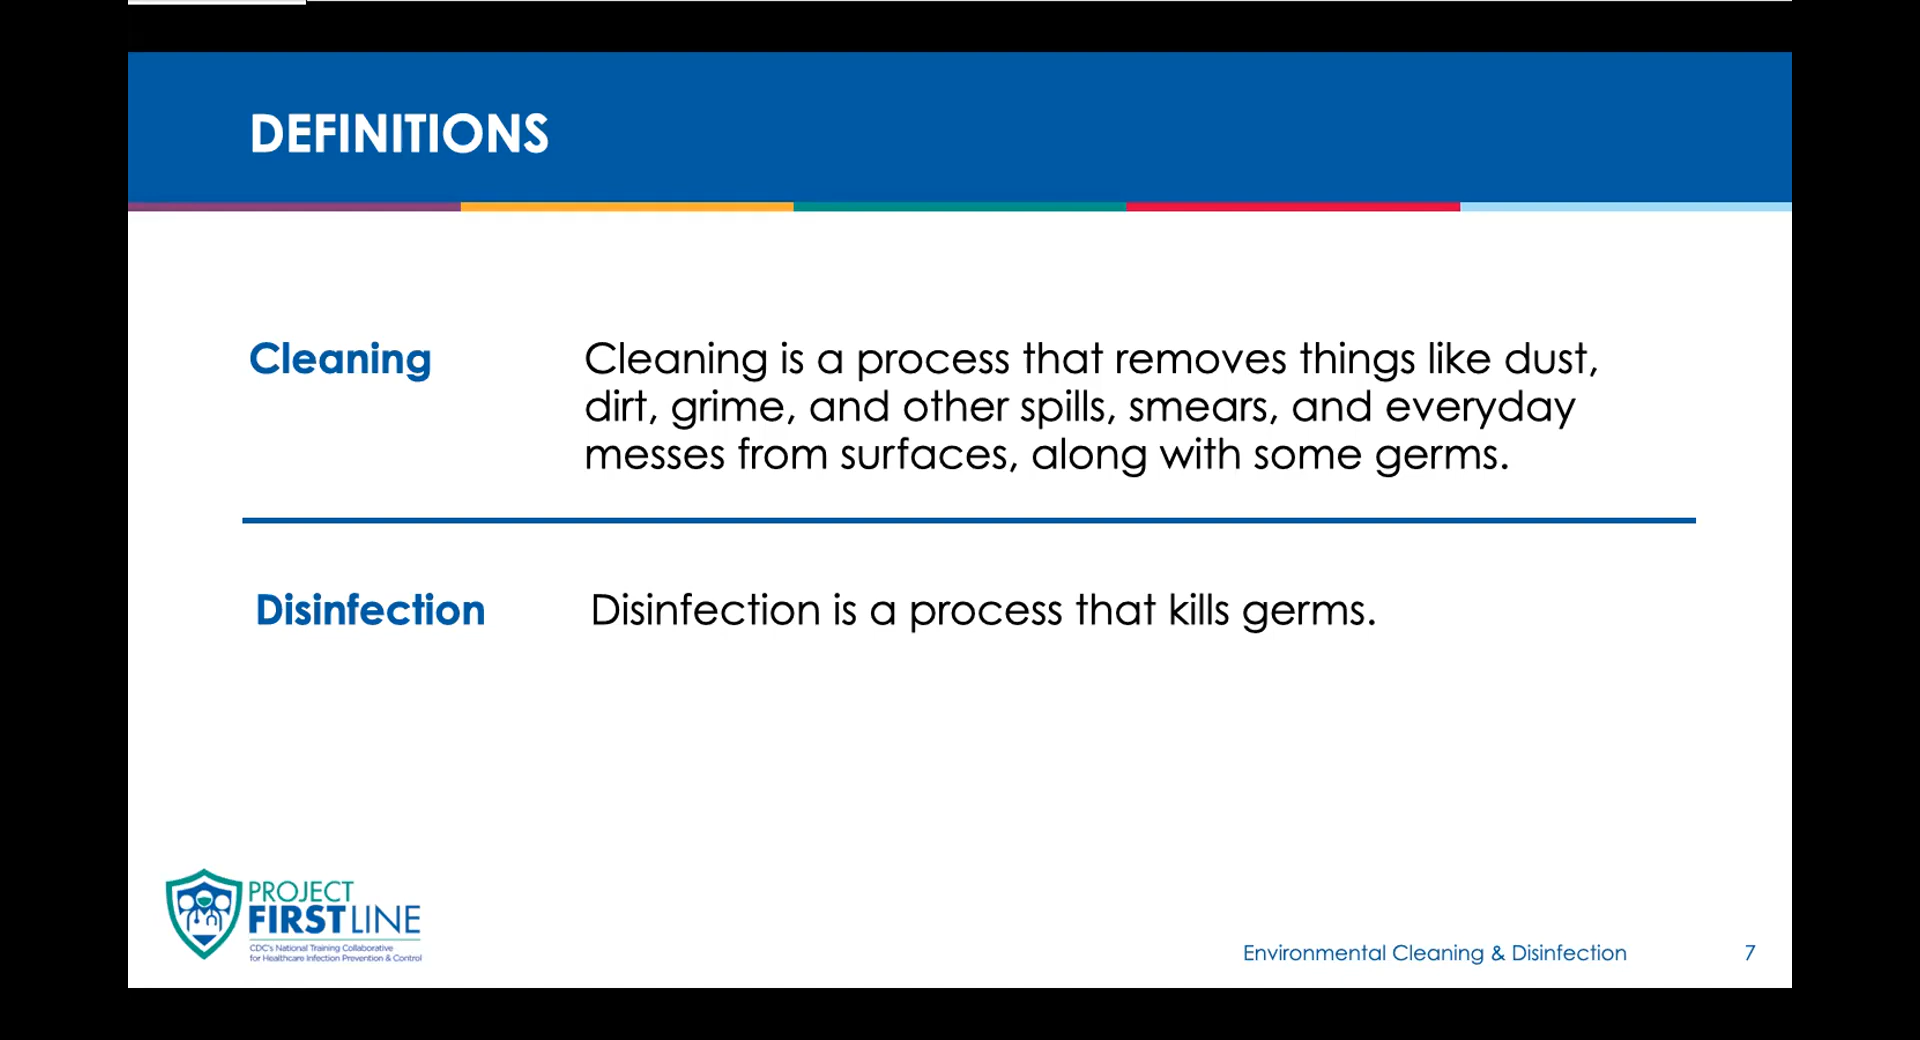 DEFINITIONS
Cleaning
Cleaning is a process that removes things like dust,
dirt, grime, and other spills, smears, and everyday
messes from surfaces, along with some germs.
Disinfection
Disinfection is a process that kills germs.
PROJECT
FIRSTLINE
CDC's National Training Collaborative
for Healthcare Infection Prevention & Control
Environmental Cleaning & Disinfection
7